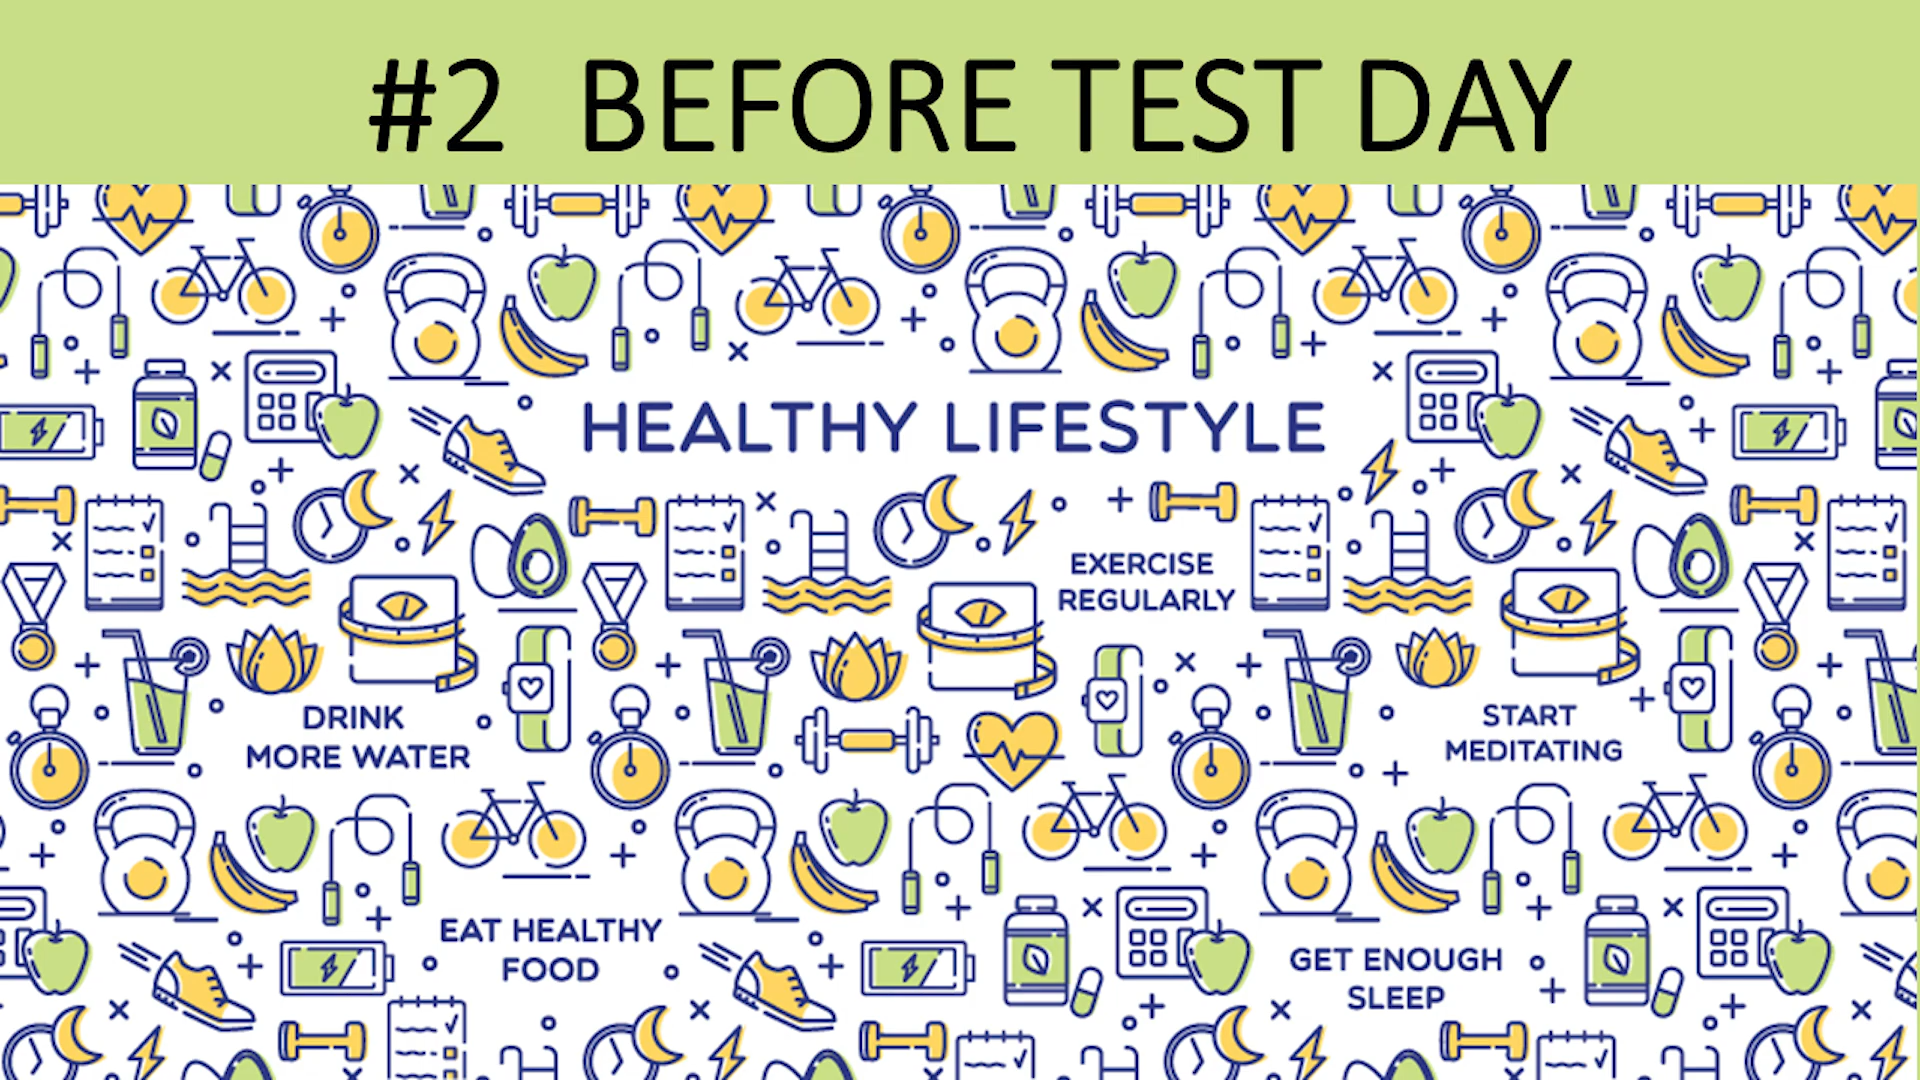 #2 BEFORE TEST DAY
HEALTHY LIFESTYLE
EXERCISE
REGULARLY
DRINK
MORE WATER
START
MEDITATING
EAT HEALTHY
FOOD
GET ENOUGH
SLEEP